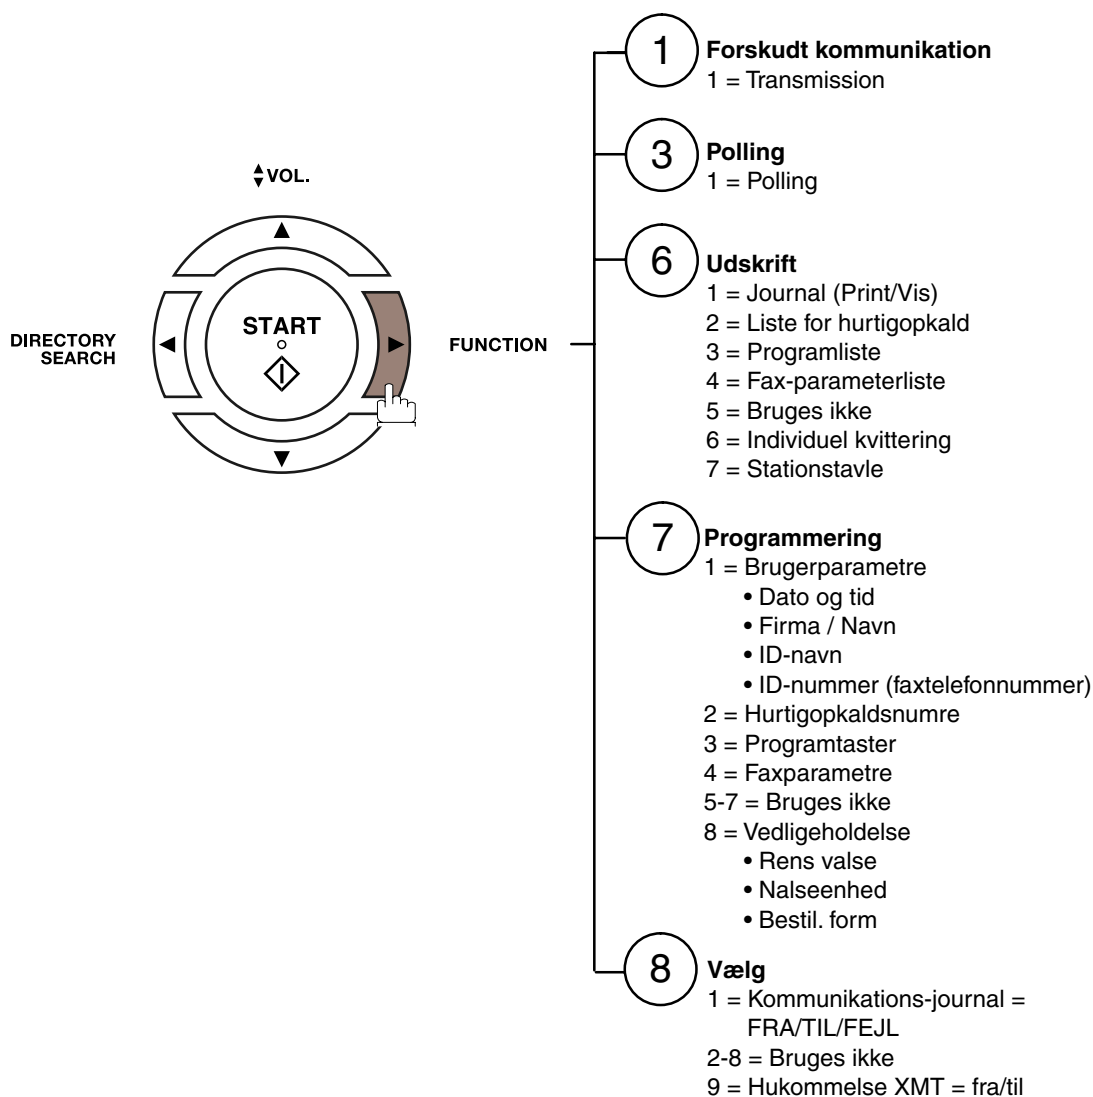 VOL.
DIRECTORY
SEARCH
START
FUNCTION
1 Forskudt kommunikation
1 = Transmission
3 Polling
1 = Polling
6 Udskrift
1 = Journal (Print/Vis)
2 = Liste for hurtigopkald
3 = Programliste
4 = Fax-parameterliste
5 = Bruges ikke
6 = Individuel kvittering
7 = Stationstavle
7 Programmering
1 = Brugerparametre
• Dato og tid
• Firma / Navn
• ID-navn
• ID-nummer (faxtelefonnummer)
2 = Hurtigopkaldsnumre
3 = Programtaster
4 = Faxparametre
5-7 = Bruges ikke
8 = Vedligeholdelse
• Rens valse
• Nalseenhed
• Bestil. form
8 Vælg
1 = Kommunikations-journal =
FRA/TIL/FEJL
2-8 = Bruges ikke
9 = Hukommelse XMT = fra/til